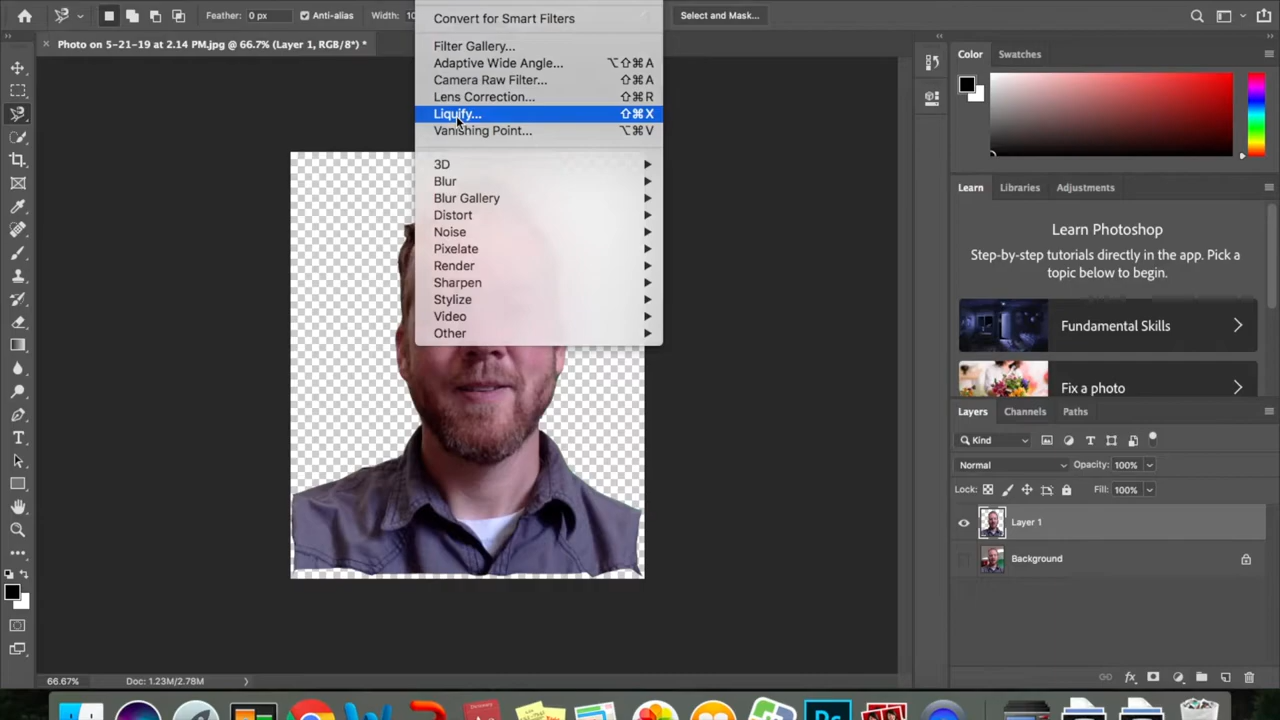 Feather: 0 px
Anti-alias
Width: 10
Select and Mask...
× Photo on 5-21-19 at 2.14 PM.jpg @ 66.7% (Layer 1, RGB/8*) *
Convert for Smart Filters
Filter Gallery...
Adaptive Wide Angle... ⌥⇧⌘A
Camera Raw Filter... ⇧⌘A
Lens Correction... ⇧⌘R
Liquify... ⇧⌘X
Vanishing Point... ⌥⌘V
3D
Blur
Blur Gallery
Distort
Noise
Pixelate
Render
Sharpen
Stylize
Video
Other
Color Swatches
Learn Libraries Adjustments
Learn Photoshop
Step-by-step tutorials directly in the app. Pick a
topic below to begin.
Fundamental Skills
Fix a photo
Layers Channels Paths
Kind
Normal Opacity: 100%
Lock: Fill: 100%
Layer 1
Background
66.67% Doc: 1.23M/2.78M
Ps